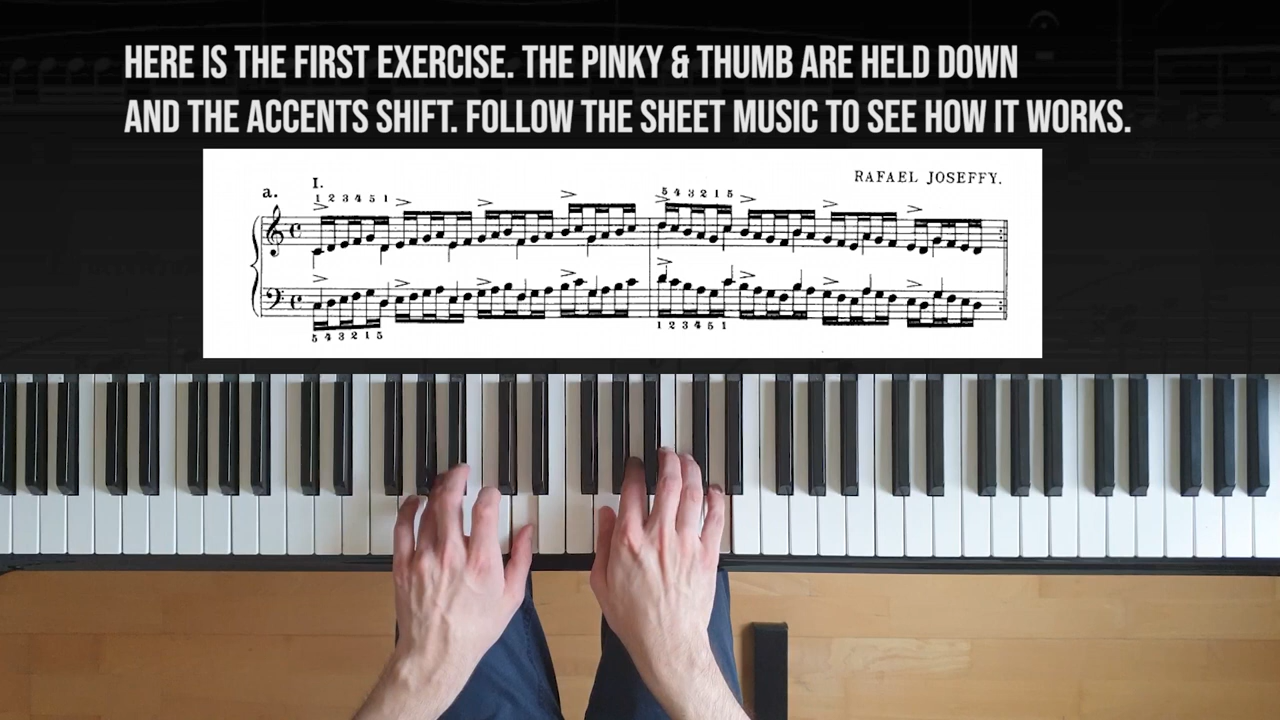 HERE IS THE FIRST EXERCISE. THE PINKY & THUMB ARE HELD DOWN
AND THE ACCENTS SHIFT. FOLLOW THE SHEET MUSIC TO SEE HOW IT WORKS.
RAFAEL JOSEFFY.
a.
I.
1 2 3 4 5 1
5 4 3 2 1 5
5 4 3 2 1 5
1 2 3 4 5 1